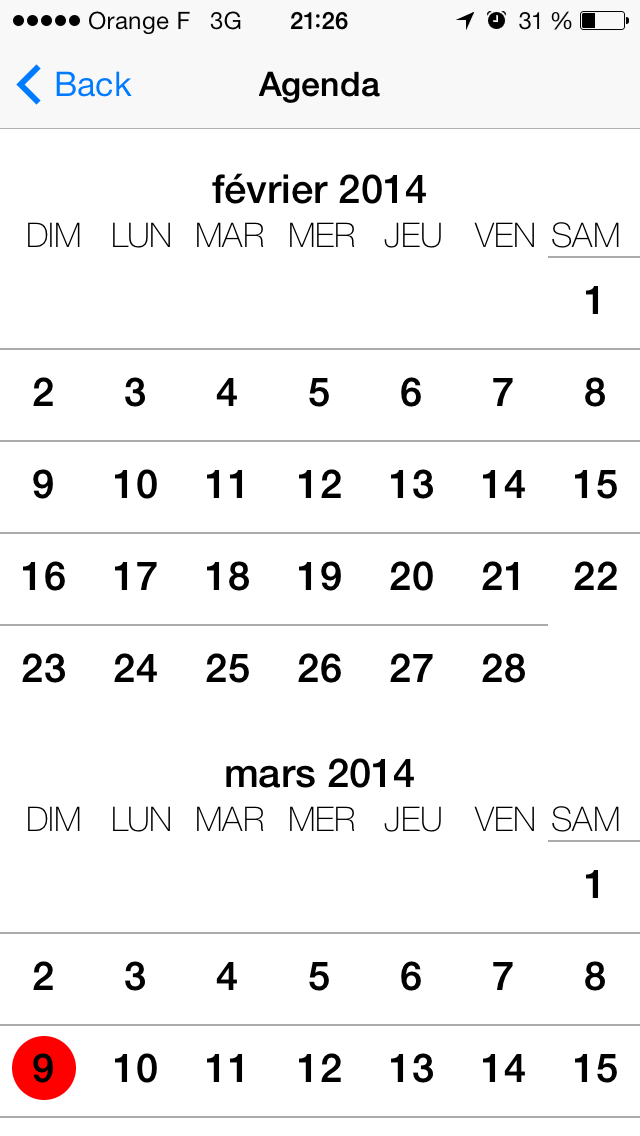 Orange F 3G 21:26 31 %
Back Agenda
février 2014
DIM LUN MAR MER JEU VEN SAM
1
2 3 4 5 6 7 8
9 10 11 12 13 14 15
16 17 18 19 20 21 22
23 24 25 26 27 28
mars 2014
DIM LUN MAR MER JEU VEN SAM
1
2 3 4 5 6 7 8
9 10 11 12 13 14 15